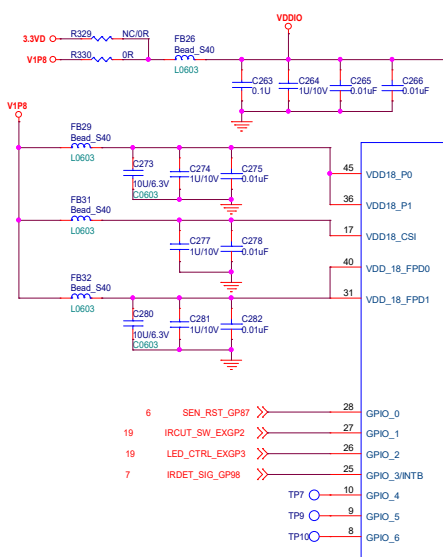 R329 NC/0R
3.3VD
FB26
VDDIO
R330 0R
Bead_S40
V1P8
L0603
C263 C264 C265 C266
0.1U 1U/10V 0.01uF 0.01uF
V1P8
FB29
Bead_S40
L0603
C273 C274 C275
10U/6.3V 1U/10V 0.01uF
C0603
45 VDD18_P0
36 VDD18_P1
FB31
Bead_S40
L0603
17 VDD18_CSI
C277 C278
1U/10V 0.01uF
40 VDD_18_FPD0
FB32
Bead_S40
L0603
31 VDD_18_FPD1
C280 C281 C282
10U/6.3V 1U/10V 0.01uF
C0603
6 SEN_RST_GP87 28 GPIO_0
19 IRCUT_SW_EXGP2 27 GPIO_1
19 LED_CTRL_EXGP3 26 GPIO_2
7 IRDET_SIG_GP98 25 GPIO_3/INTB
TP7 10 GPIO_4
TP9 9 GPIO_5
TP10 8 GPIO_6